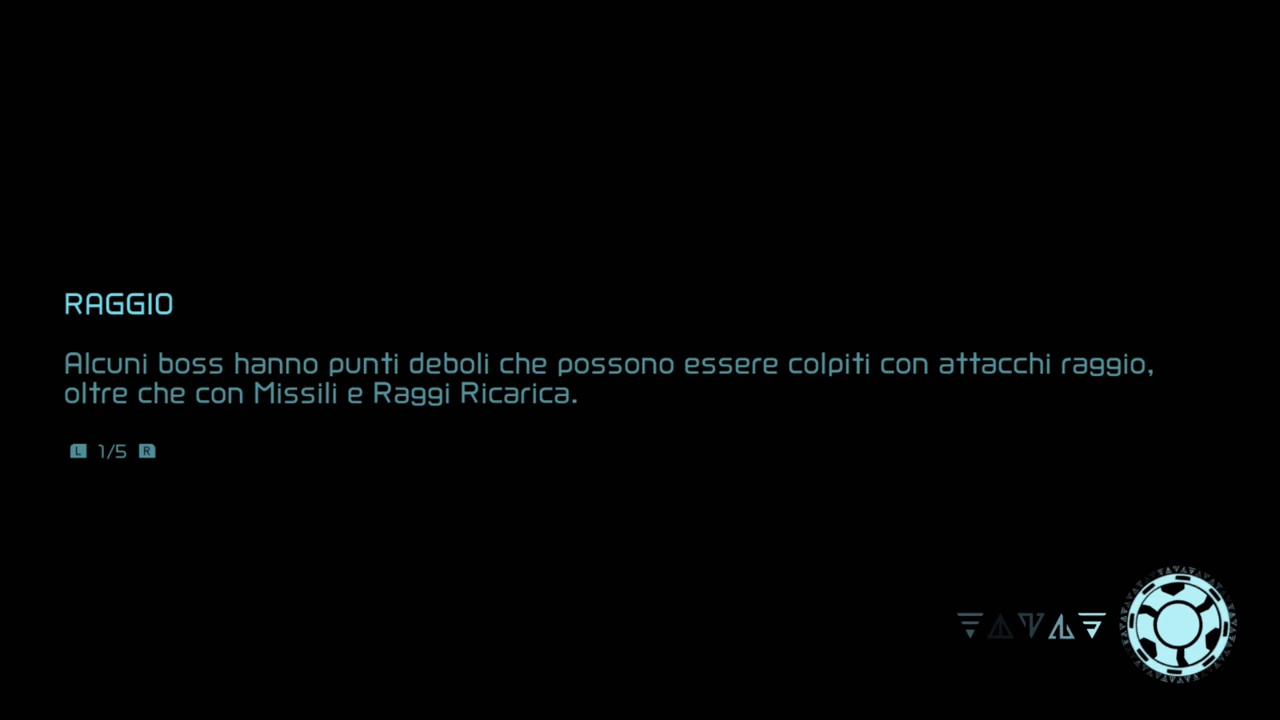 RAGGIO
Alcuni boss hanno punti deboli che possono essere colpiti con attacchi raggio,
oltre che con Missili e Raggi Ricarica.
L 1/5 R